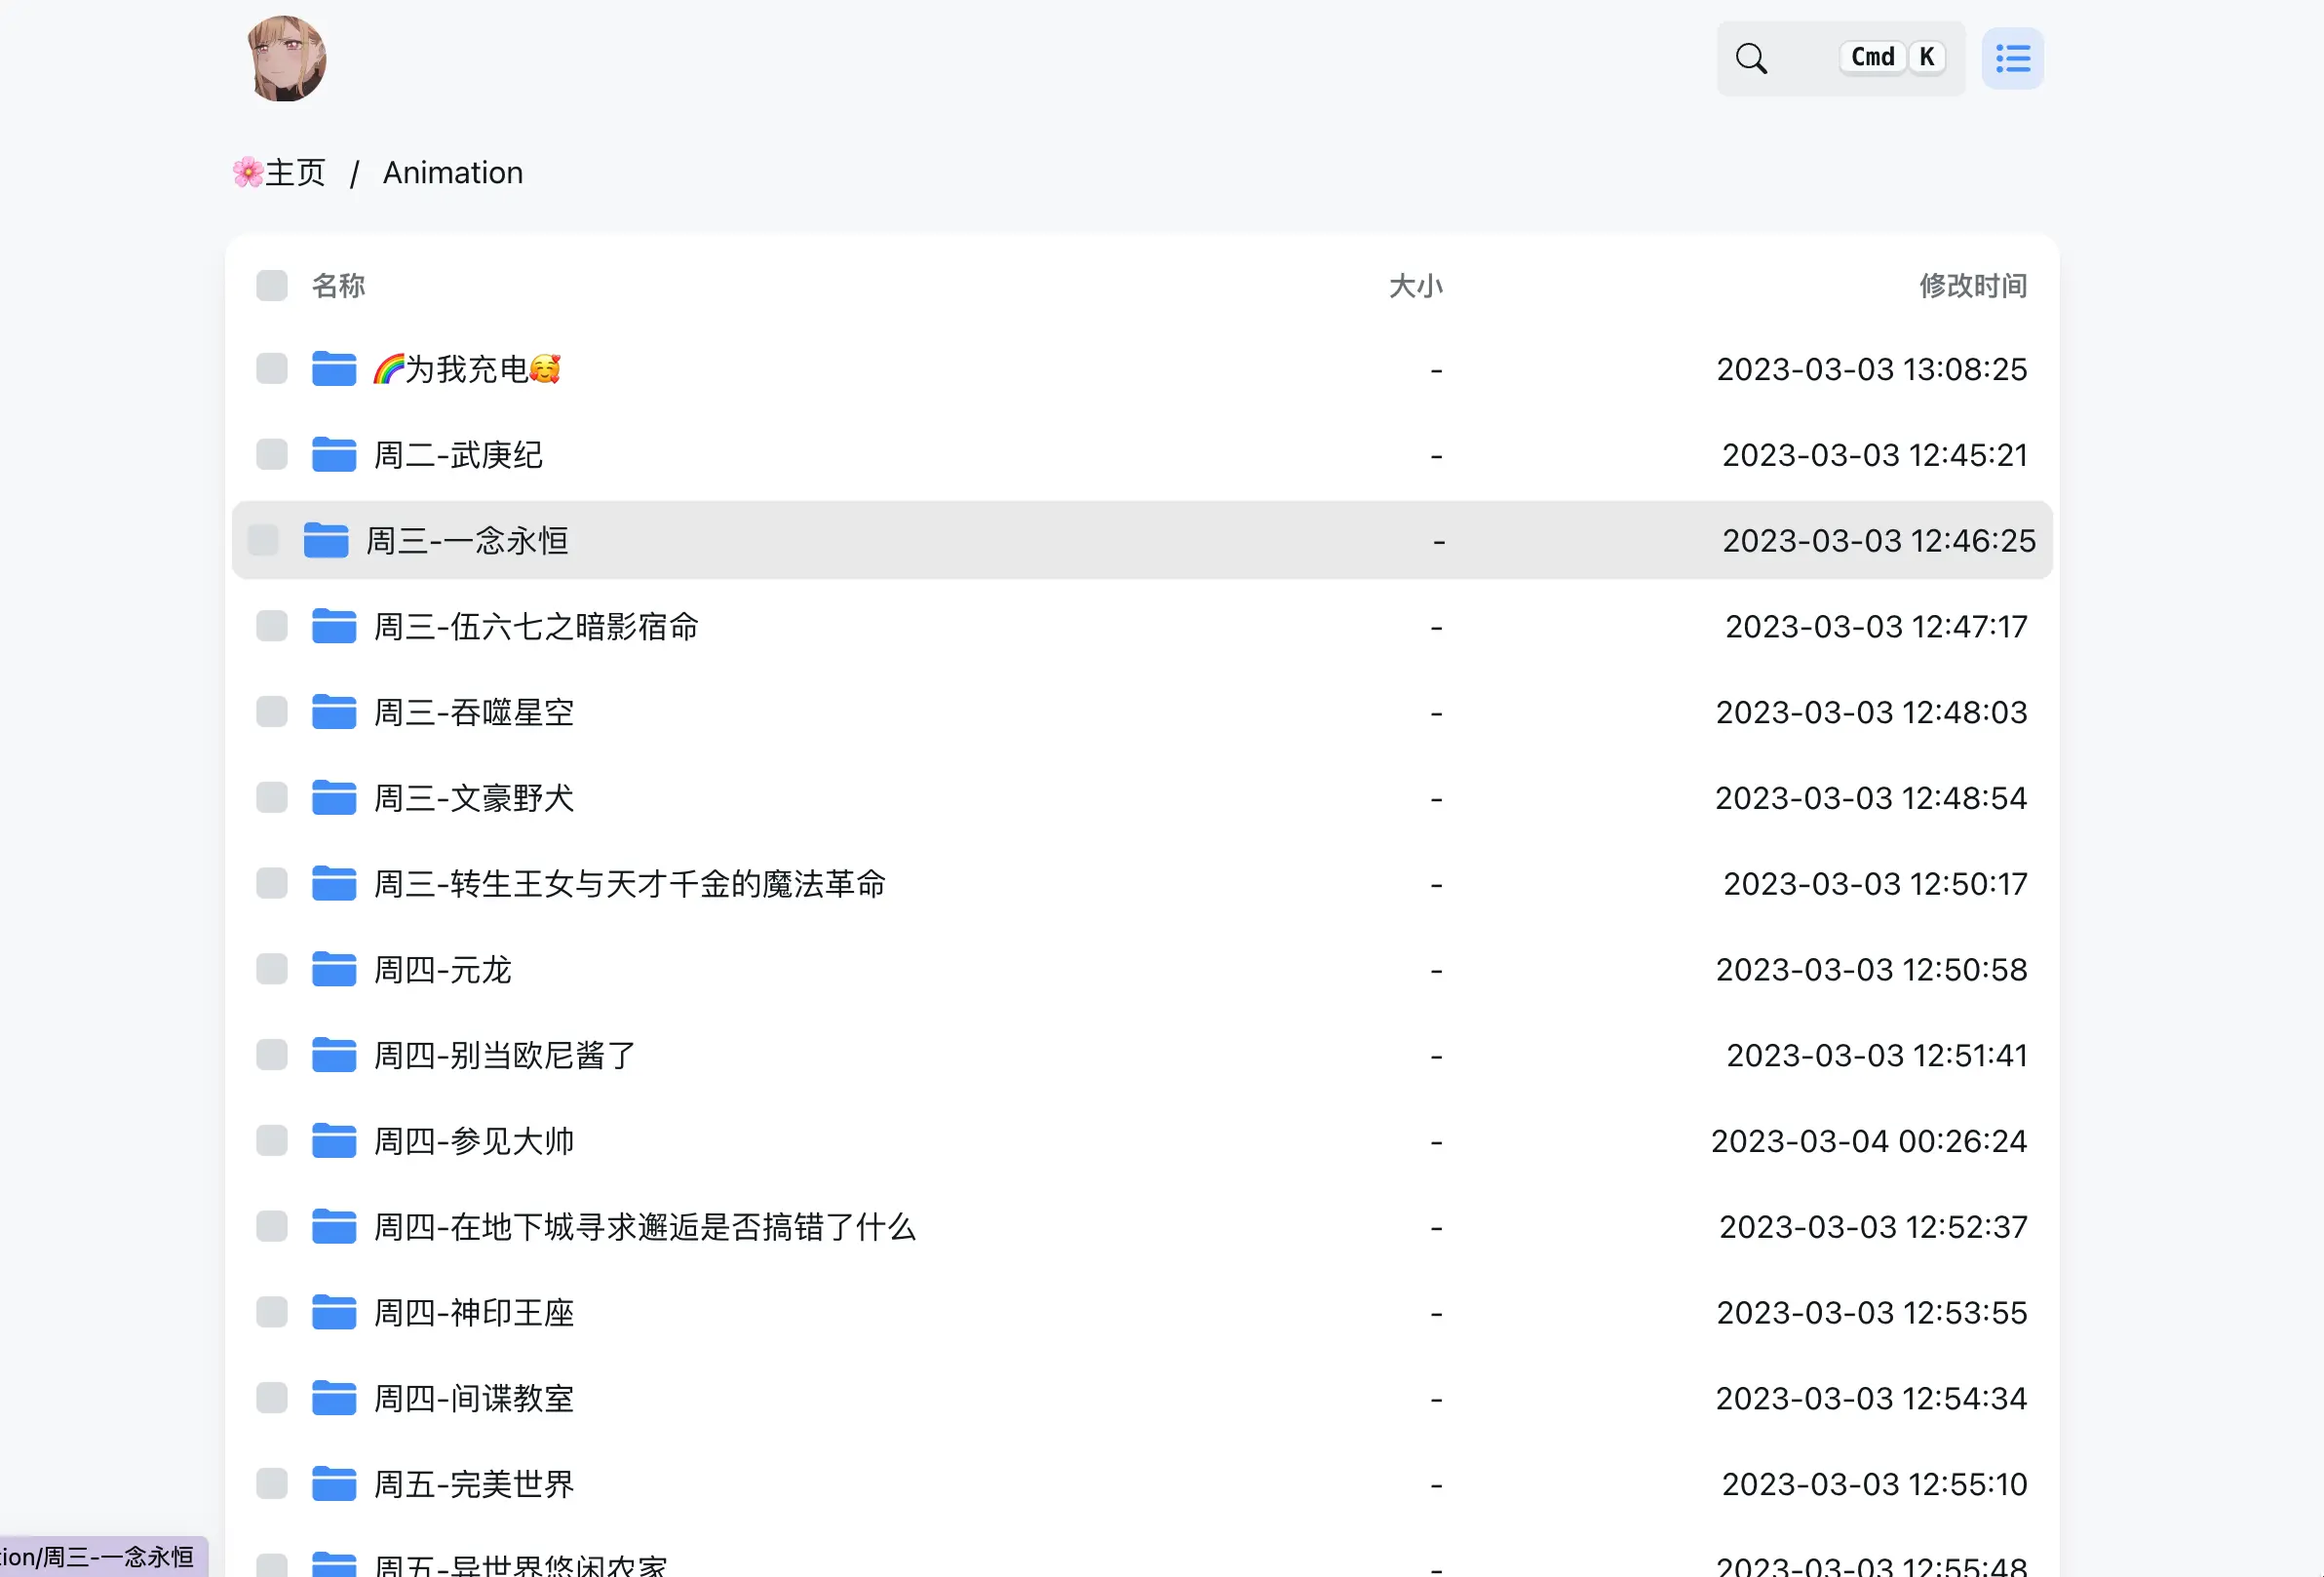 Cmd K
🌸主页 / Animation
名称 大小 修改时间
🌈为我充电🥰 - 2023-03-03 13:08:25
周二-武庚纪 - 2023-03-03 12:45:21
周三-一念永恒 - 2023-03-03 12:46:25
周三-伍六七之暗影宿命 - 2023-03-03 12:47:17
周三-吞噬星空 - 2023-03-03 12:48:03
周三-文豪野犬 - 2023-03-03 12:48:54
周三-转生王女与天才千金的魔法革命 - 2023-03-03 12:50:17
周四-元龙 - 2023-03-03 12:50:58
周四-别当欧尼酱了 - 2023-03-03 12:51:41
周四-参见大帅 - 2023-03-04 00:26:24
周四-在地下城寻求邂逅是否搞错了什么 - 2023-03-03 12:52:37
周四-神印王座 - 2023-03-03 12:53:55
周四-间谍教室 - 2023-03-03 12:54:34
周五-完美世界 - 2023-03-03 12:55:10
周五-异世界悠闲农家 - 2023-03-03 12:55:48
tion/周三-一念永恒